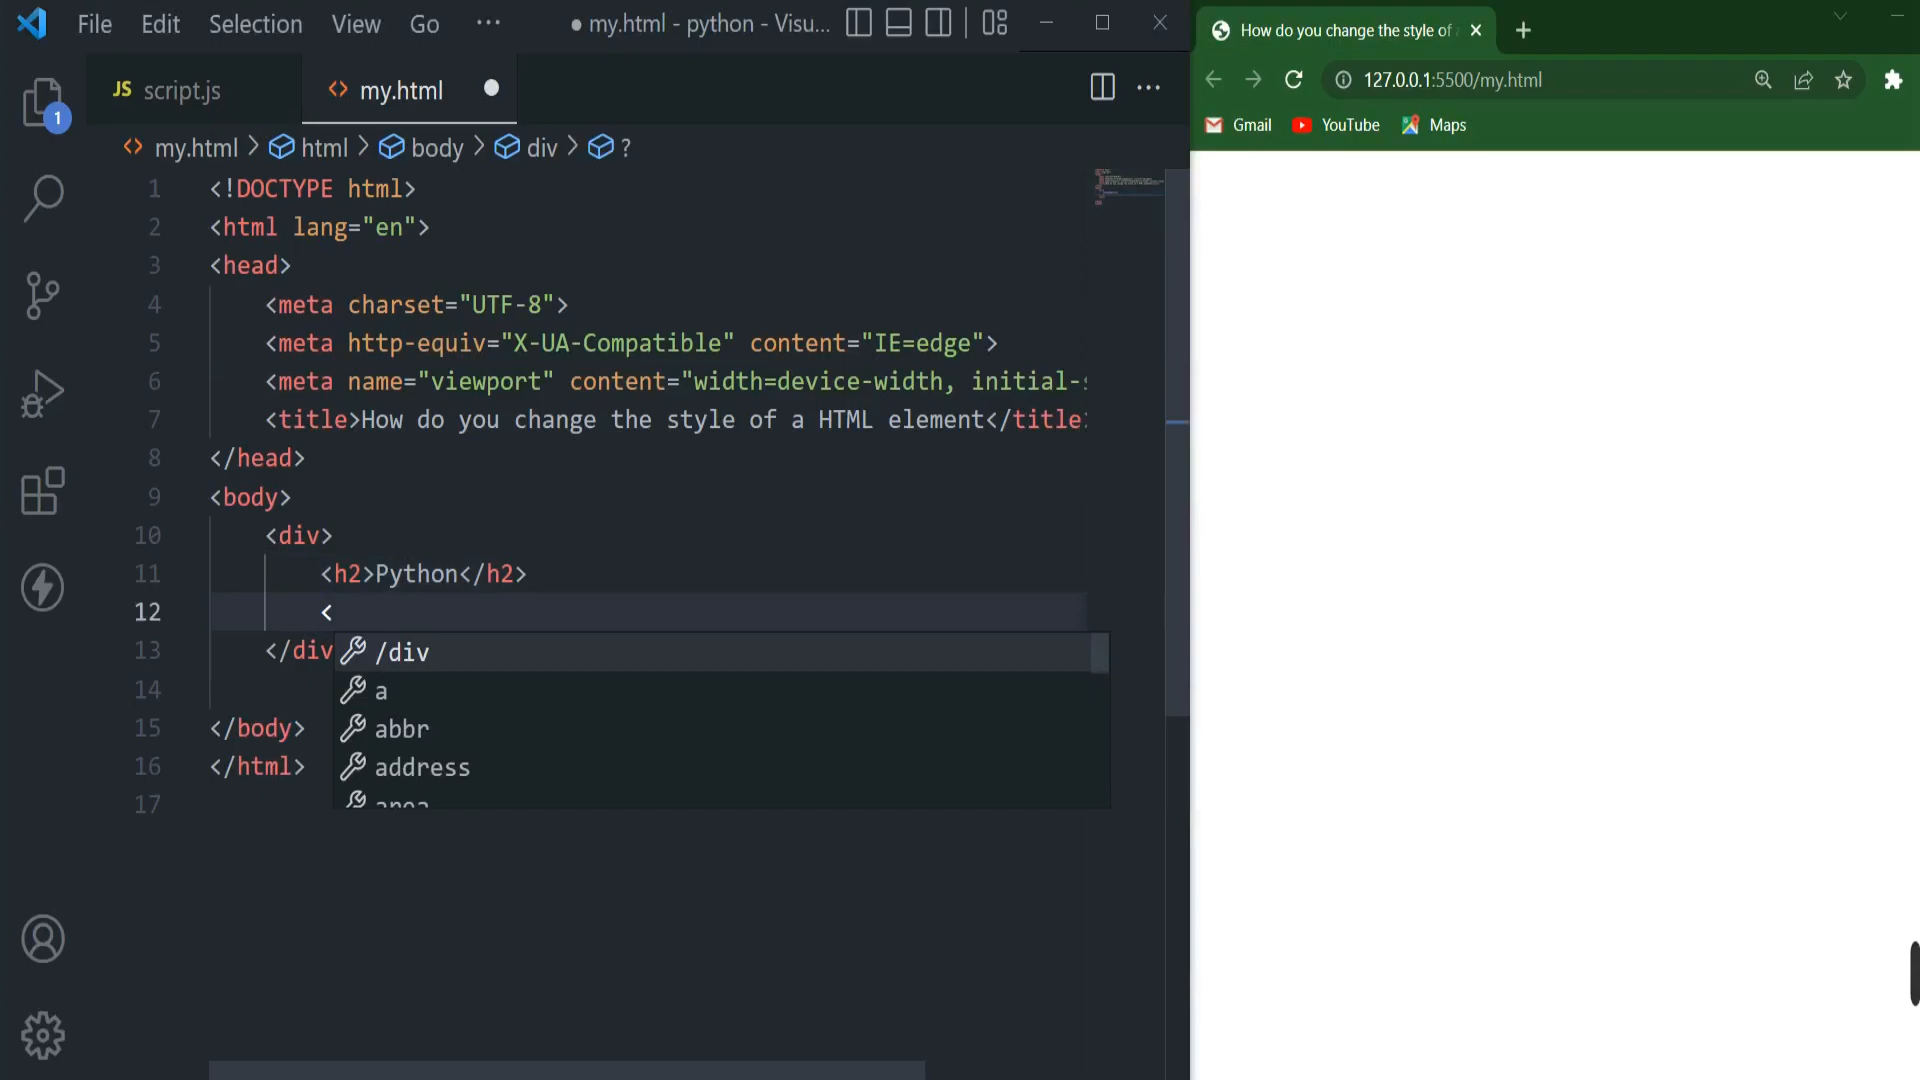 File Edit Selection View Go ··· ● my.html - python - Visu...
JS script.js <> my.html ●
<> my.html > html > body > div > ?
1 <!DOCTYPE html>
2 <html lang="en">
3 <head>
4 <meta charset="UTF-8">
5 <meta http-equiv="X-UA-Compatible" content="IE=edge">
6 <meta name="viewport" content="width=device-width, initial-
7 <title>How do you change the style of a HTML element</title
8 </head>
9 <body>
10 <div>
11 <h2>Python</h2>
12 <
13 </div
14
15 </body>
16 </html>
17
/div
a
abbr
address
area
1
How do you change the style of
127.0.0.1:5500/my.html
Gmail YouTube Maps